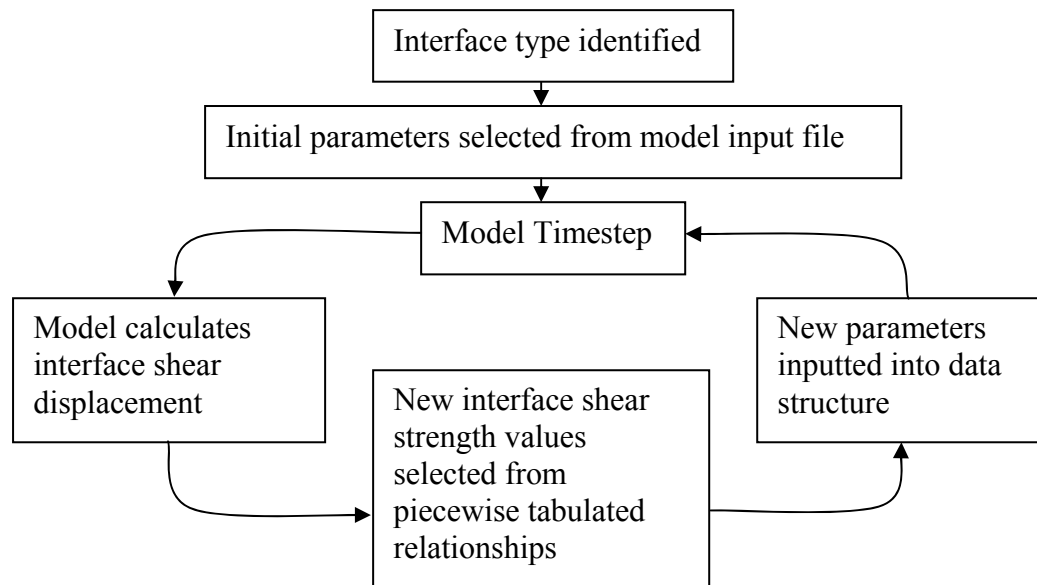 Interface type identified
Initial parameters selected from model input file
Model Timestep
Model calculates
interface shear
displacement
New interface shear
strength values
selected from
piecewise tabulated
relationships
New parameters
inputted into data
structure